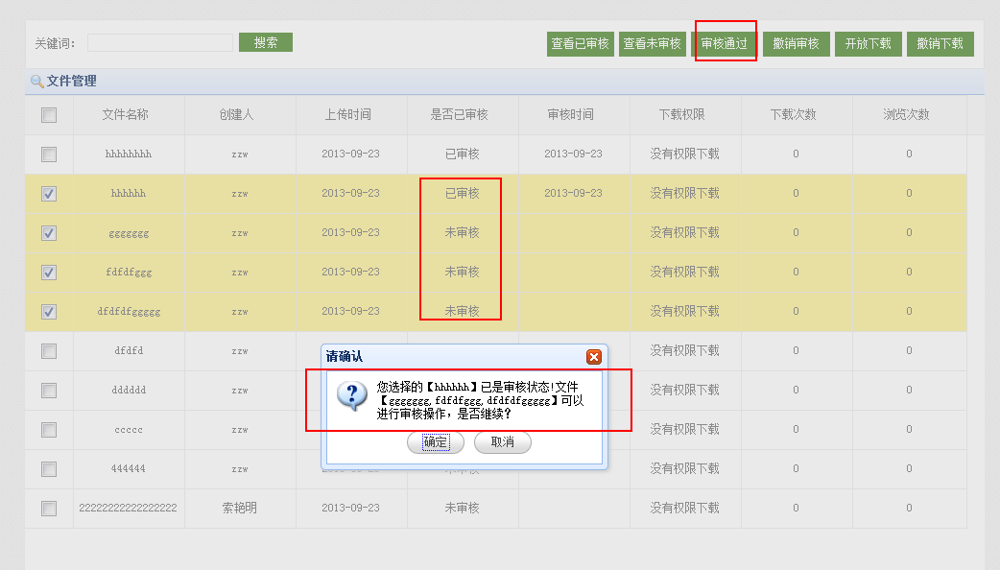 关键词: 搜索 查看已审核 查看未审核 审核通过 撤销审核 开放下载 撤销下载
文件管理
文件名称 创建人 上传时间 是否已审核 审核时间 下载权限 下载次数 浏览次数
hhhhhhhh zzw 2013-09-23 已审核 2013-09-23 没有权限下载 0 0
hhhhhh zzw 2013-09-23 已审核 2013-09-23 没有权限下载 0 0
ggggggg zzw 2013-09-23 未审核 没有权限下载 0 0
fdfdfggg zzw 2013-09-23 未审核 没有权限下载 0 0
dfdfdfggggg zzw 2013-09-23 未审核 没有权限下载 0 0
dfdfd zzw 没有权限下载 0 0
dddddd zzw 没有权限下载 0 0
ccccc zzw 没有权限下载 0 0
444444 zzw 没有权限下载 0 0
22222222222222222 索艳明 2013-09-23 未审核 没有权限下载 0 0
请确认
您选择的【hhhhhh】已是审核状态!文件
【ggggggg,fdfdfggg,dfdfdfggggg】可以
进行审核操作，是否继续?
确定 取消